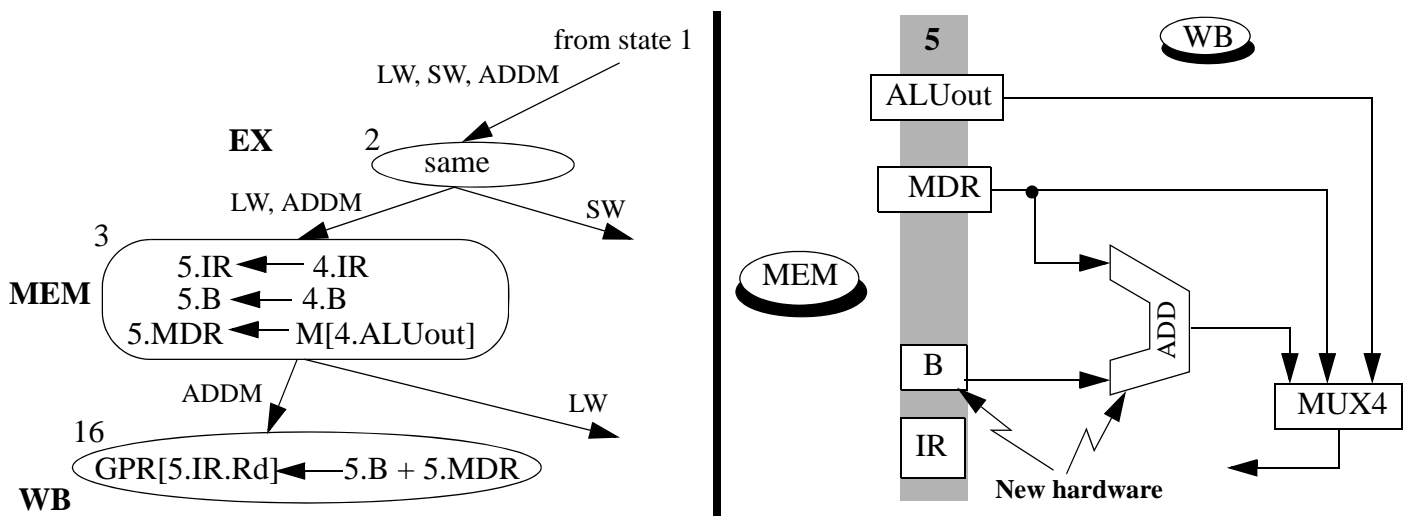 from state 1
LW, SW, ADDM
EX
2
same
LW, ADDM
SW
3
5.IR 4.IR
5.B 4.B
5.MDR M[4.ALUout]
MEM
ADDM
LW
16
GPR[5.IR.Rd] 5.B + 5.MDR
WB
5
WB
ALUout
MDR
MEM
ADD
B
MUX4
IR
New hardware